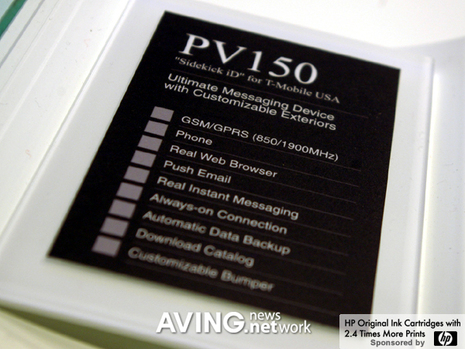 PV150
"Sidekick iD" for T-Mobile USA
Ultimate Messaging Device
with Customizable Exteriors
GSM/GPRS (850/1900MHz)
Phone
Real Web Browser
Push Email
Real Instant Messaging
Always-on Connection
Automatic Data Backup
Download Catalog
Customizable Bumper
AVING news network
.net
HP Original Ink Cartridges with
2.4 Times More Prints
Sponsored by hp